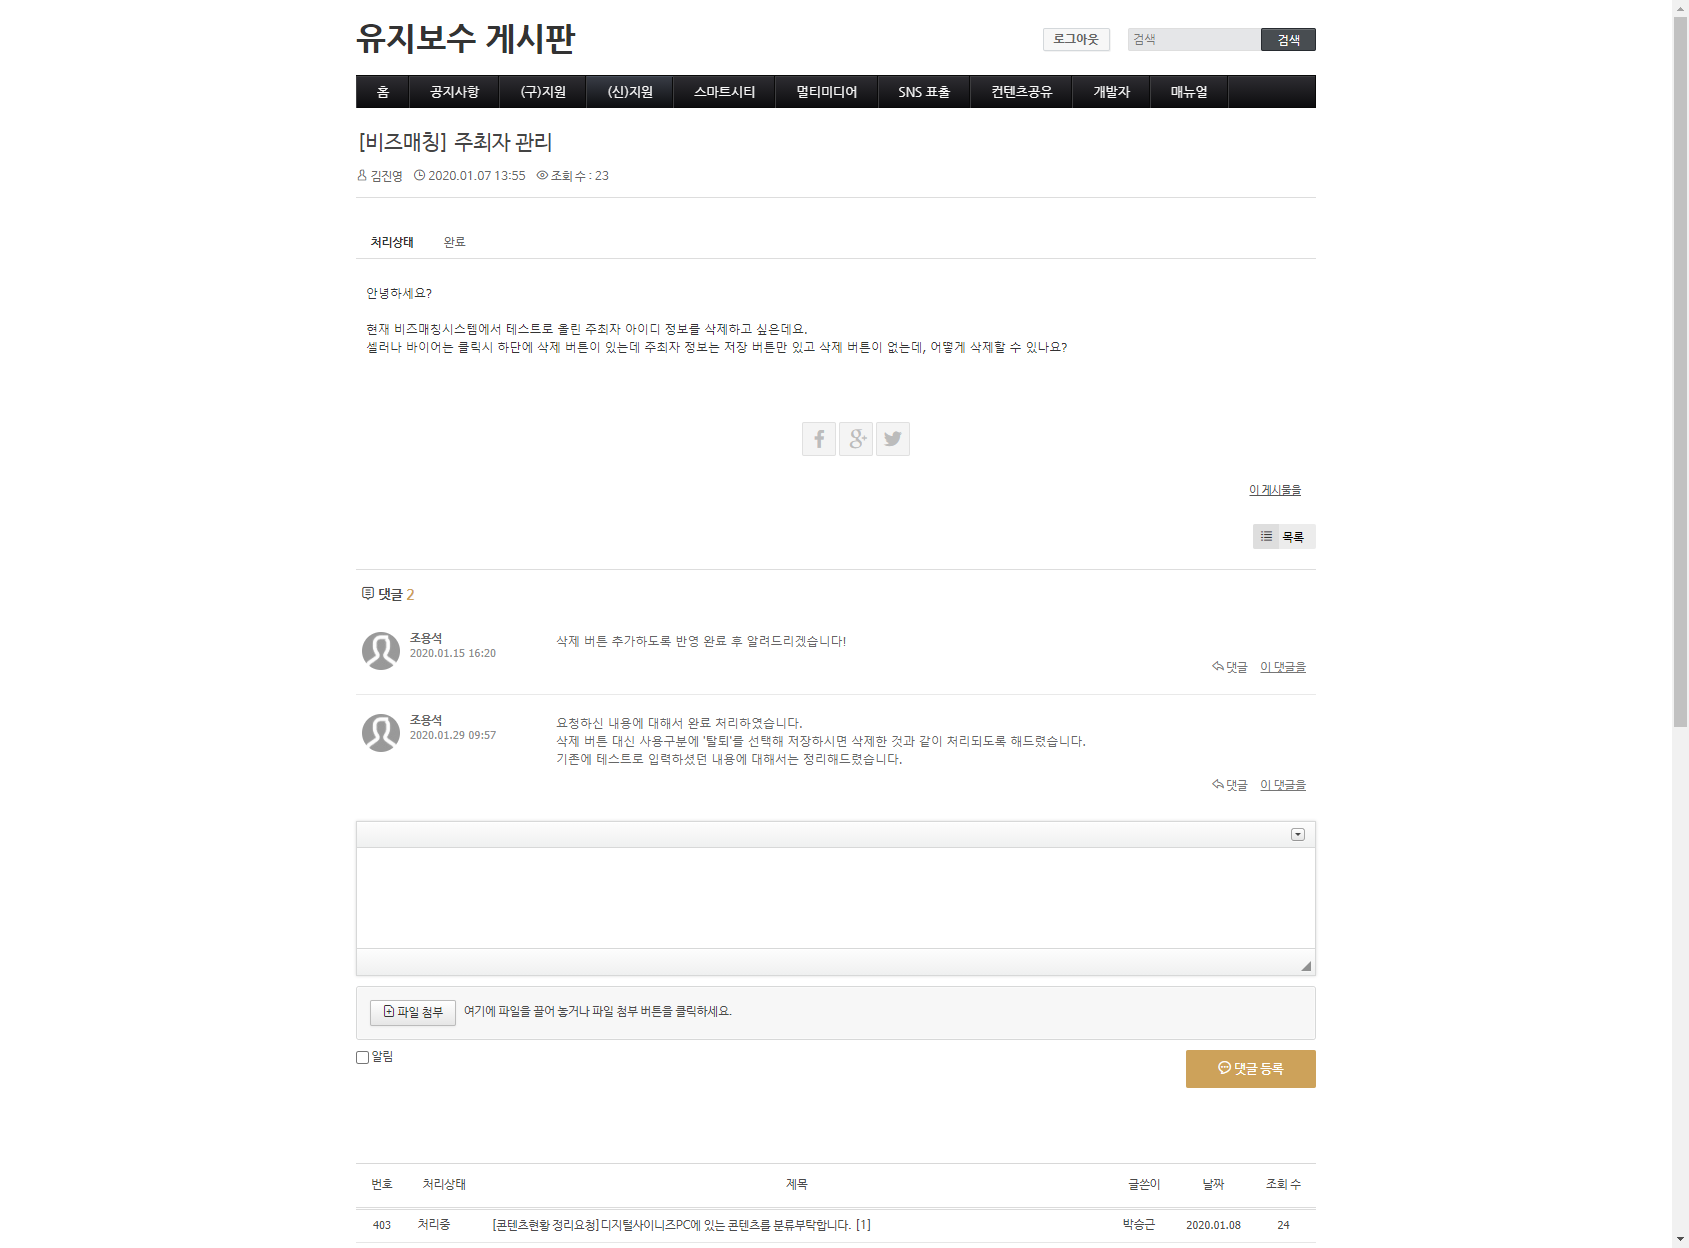 유지보수 게시판
로그아웃
검색
검색
홈 공지사항 (구)지원 (신)지원 스마트시티 멀티미디어 SNS 표출 컨텐츠공유 개발자 매뉴얼
[비즈매칭] 주최자 관리
김진영 2020.01.07 13:55 조회 수 : 23
처리상태 완료
안녕하세요?
현재 비즈매칭시스템에서 테스트로 올린 주최자 아이디 정보를 삭제하고 싶은데요.
셀러나 바이어는 클릭시 하단에 삭제 버튼이 있는데 주최자 정보는 저장 버튼만 있고 삭제 버튼이 없는데, 어떻게 삭제할 수 있나요?
이 게시물을
목록
댓글 2
조용석
2020.01.15 16:20
삭제 버튼 추가하도록 반영 완료 후 알려드리겠습니다!
댓글 이 댓글을
조용석
2020.01.29 09:57
요청하신 내용에 대해서 완료 처리하였습니다.
삭제 버튼 대신 사용구분에 '탈퇴'를 선택해 저장하시면 삭제한 것과 같이 처리되도록 해드렸습니다.
기존에 테스트로 입력하셨던 내용에 대해서는 정리해드렸습니다.
댓글 이 댓글을
파일 첨부 여기에 파일을 끌어 놓거나 파일 첨부 버튼을 클릭하세요.
알림
댓글 등록
번호 처리상태 제목 글쓴이 날짜 조회 수
403 처리중 [콘텐츠현황 정리요청]디지털사이니즈PC에 있는 콘텐츠를 분류부탁합니다. [1] 박승근 2020.01.08 24